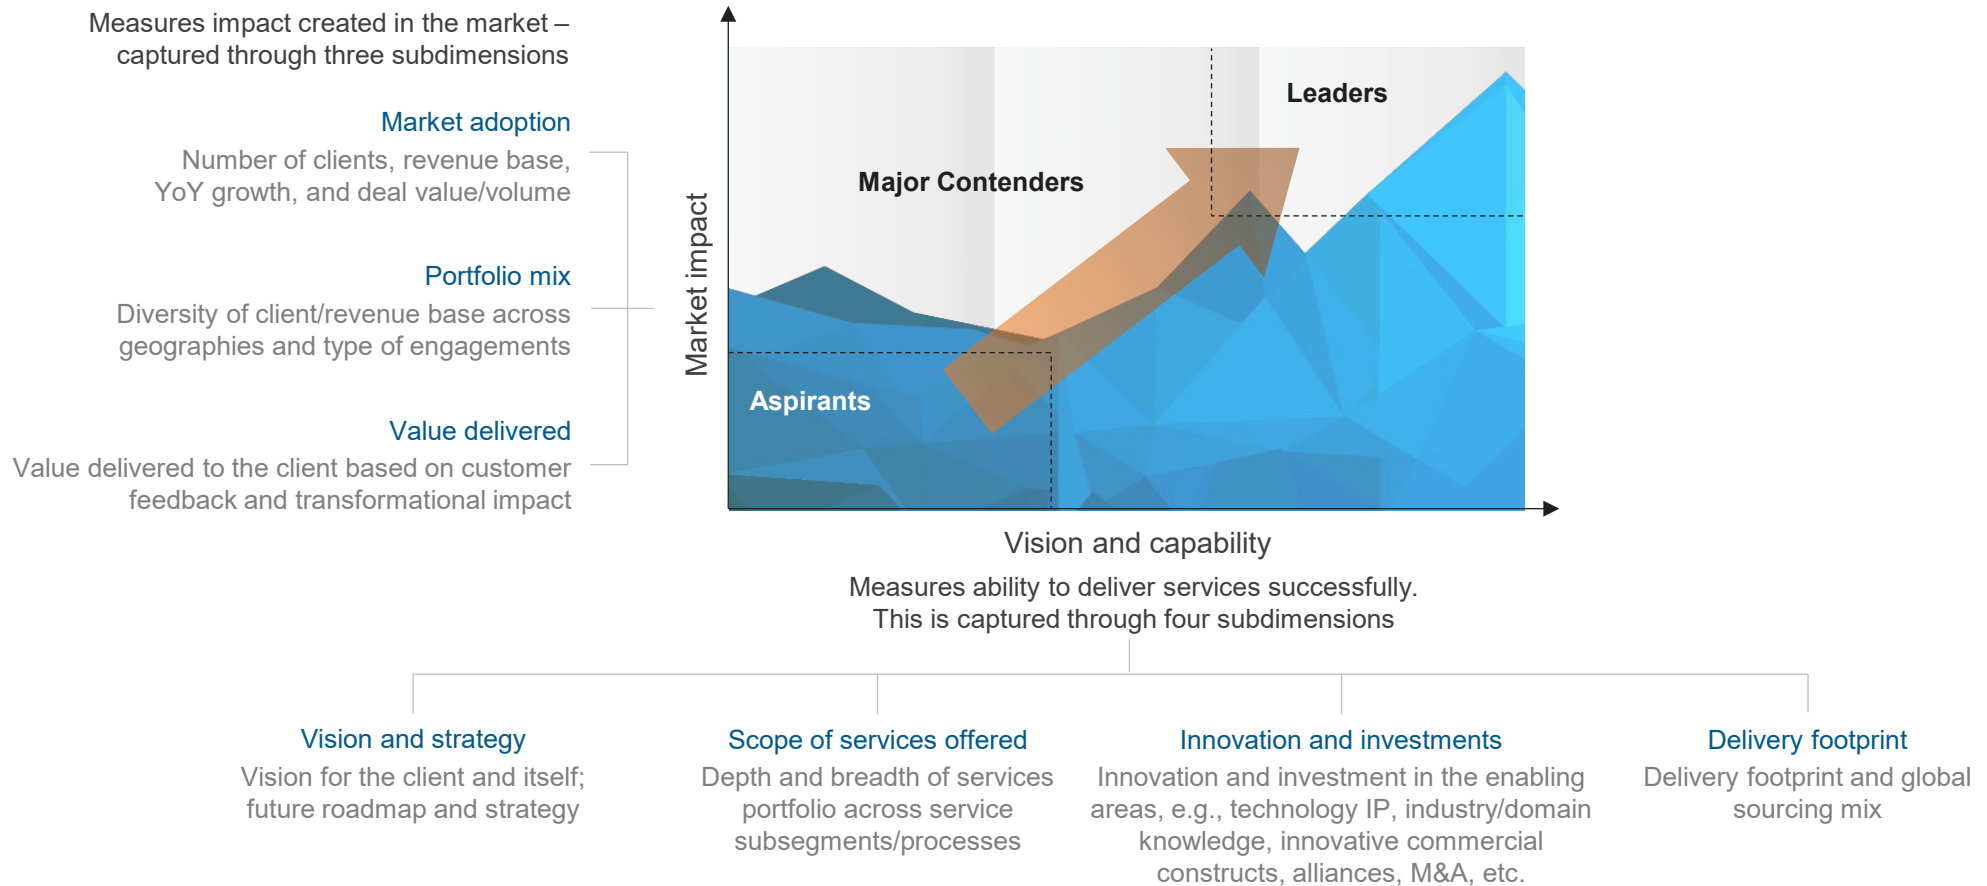 Measures impact created in the market –
captured through three subdimensions
Market adoption
Number of clients, revenue base,
YoY growth, and deal value/volume
Portfolio mix
Diversity of client/revenue base across
geographies and type of engagements
Value delivered
Value delivered to the client based on customer
feedback and transformational impact
Market impact
Leaders
Major Contenders
Aspirants
Vision and capability
Measures ability to deliver services successfully.
This is captured through four subdimensions
Vision and strategy
Vision for the client and itself;
future roadmap and strategy
Scope of services offered
Depth and breadth of services
portfolio across service
subsegments/processes
Innovation and investments
Innovation and investment in the enabling
areas, e.g., technology IP, industry/domain
knowledge, innovative commercial
constructs, alliances, M&A, etc.
Delivery footprint
Delivery footprint and global
sourcing mix